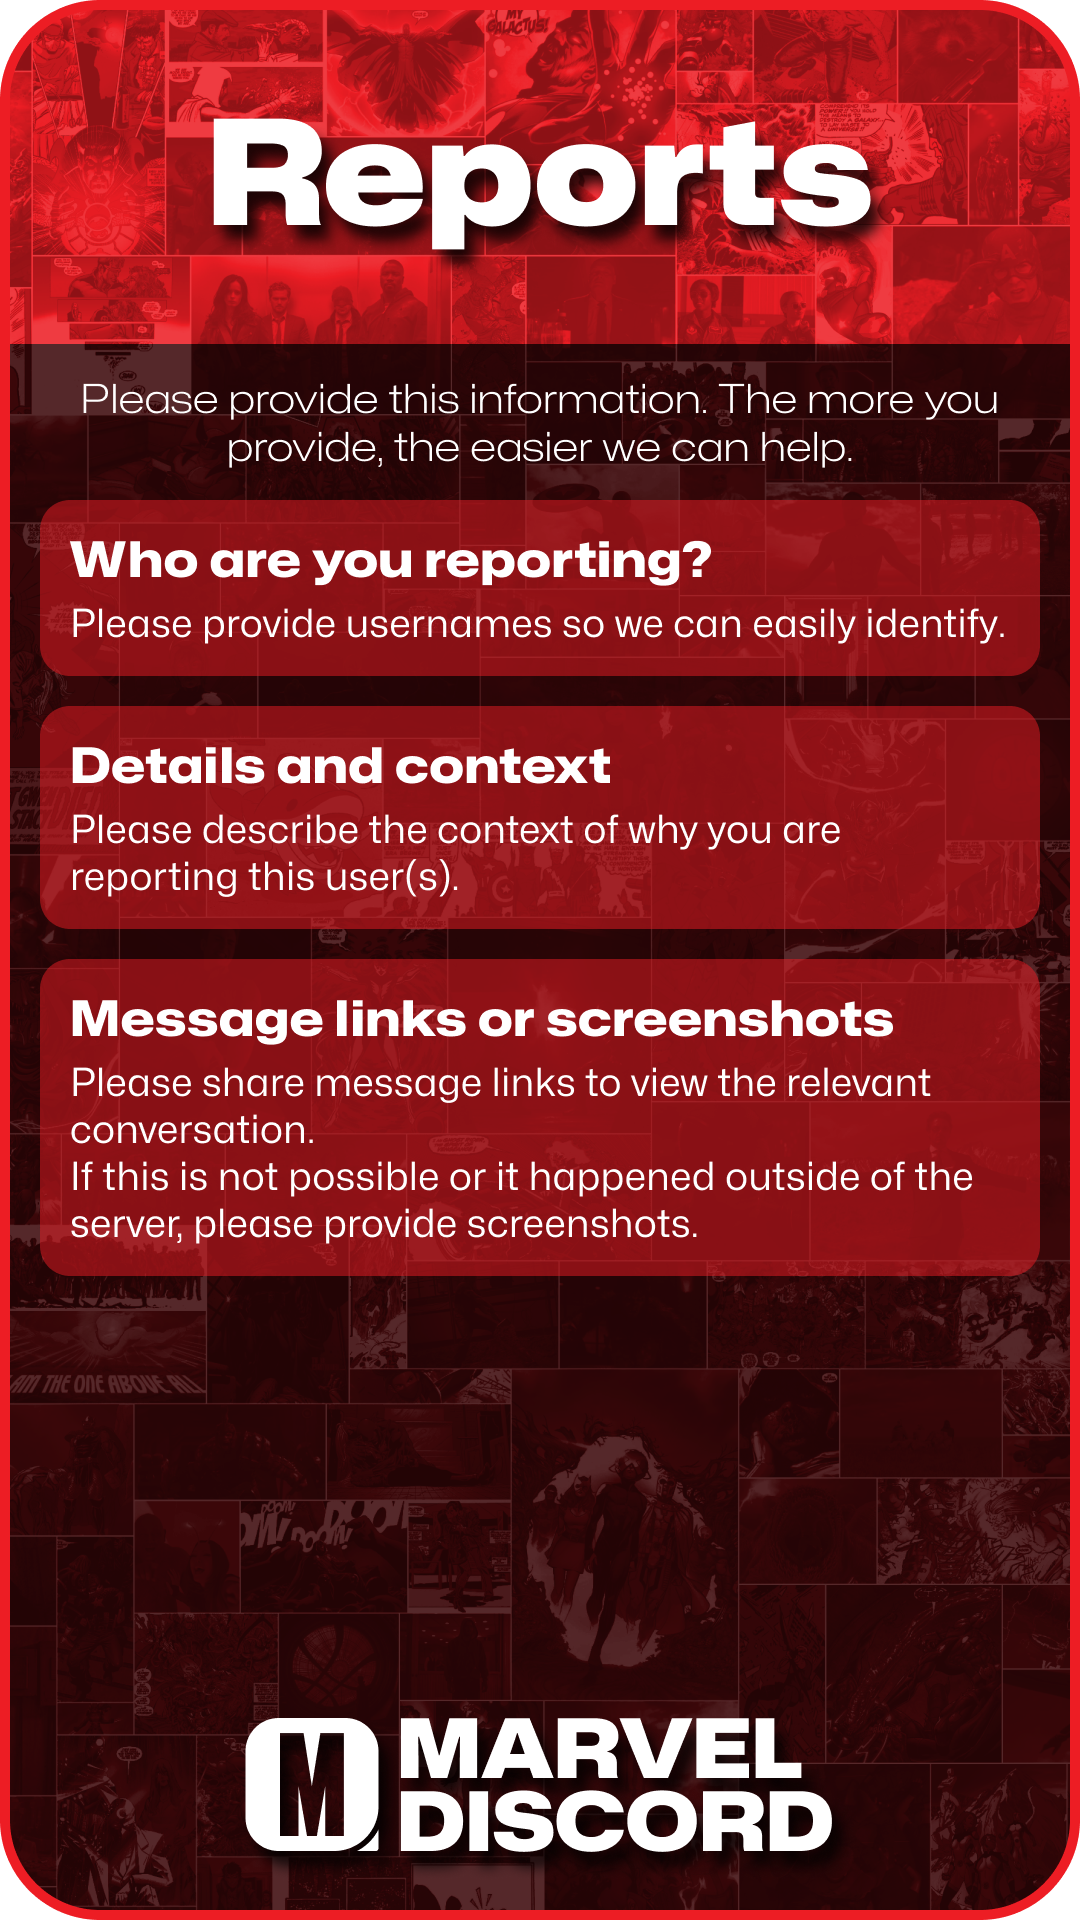 MY
GALACTUS!
Reports
Please provide this information. The more you
provide, the easier we can help.
Who are you reporting?
Please provide usernames so we can easily identify.
Details and context
Please describe the context of why you are
reporting this user(s).
Message links or screenshots
Please share message links to view the relevant
conversation.
If this is not possible or it happened outside of the
server, please provide screenshots.
AM THE ONE ABOVE ALL
DOOM!
M
MARVEL
DISCORD